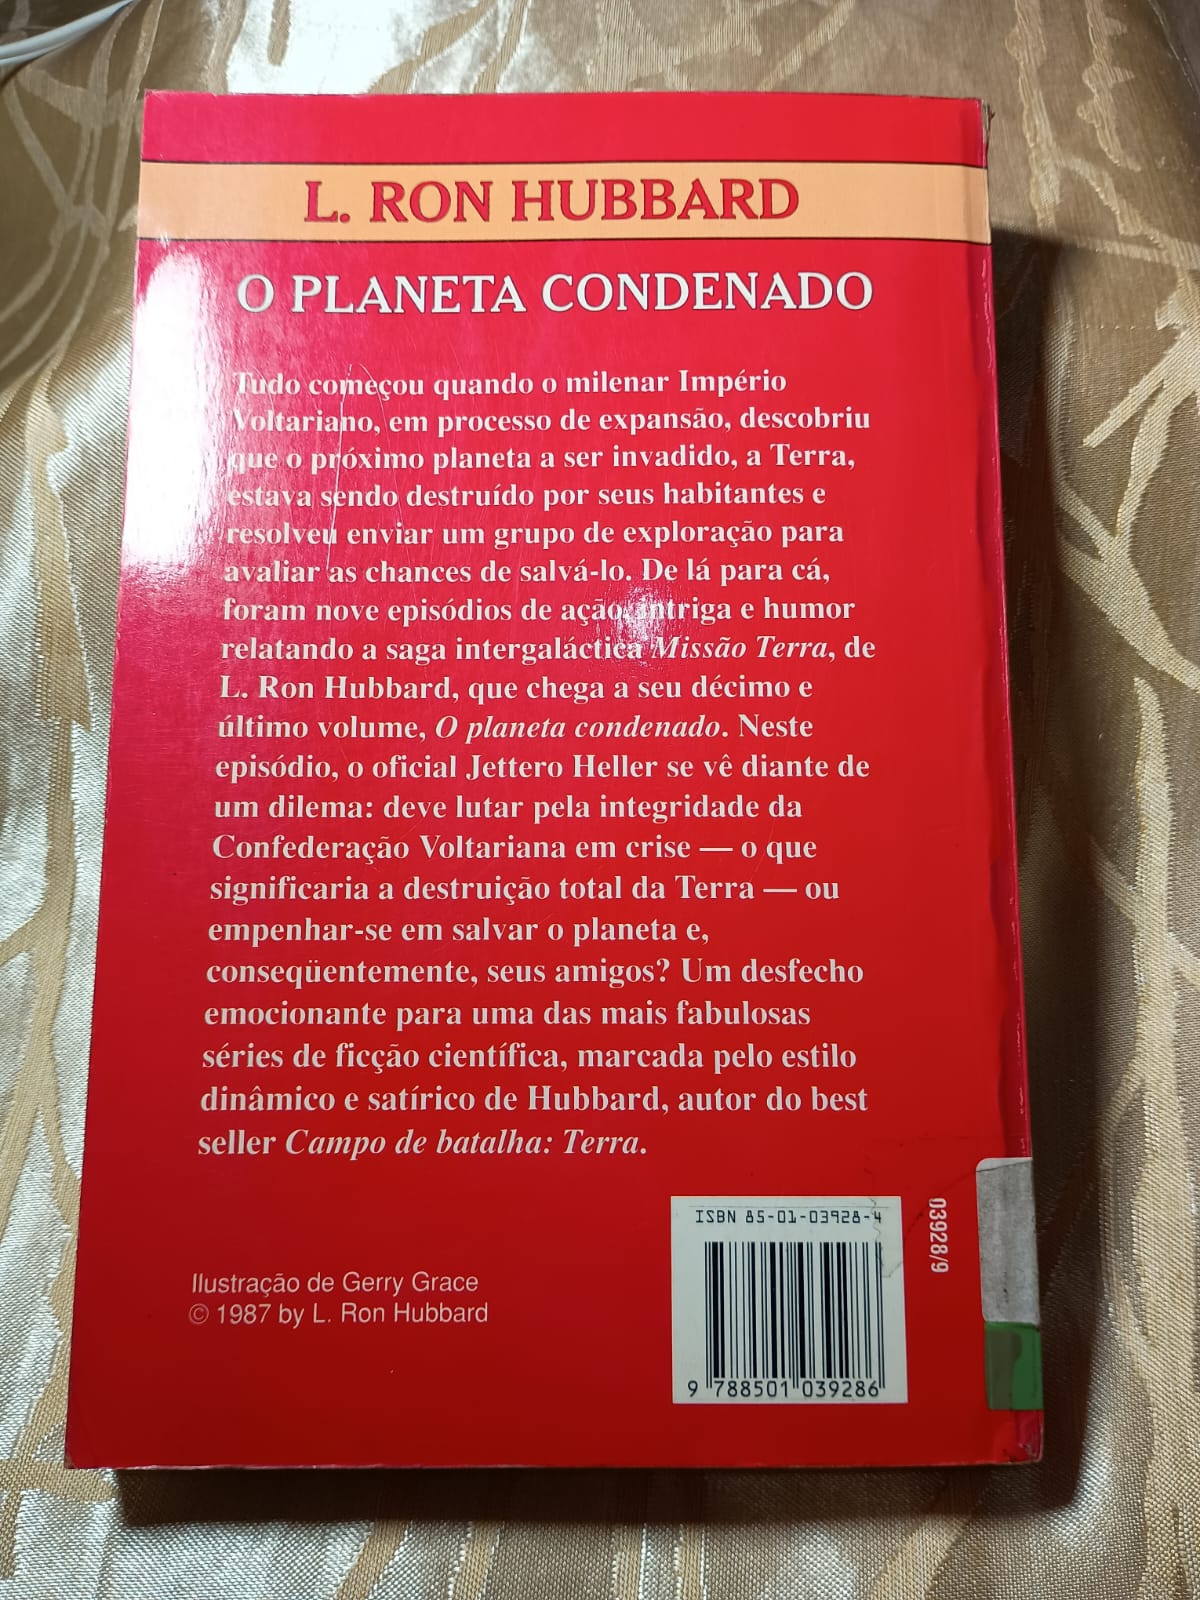 L. RON HUBBARD
O PLANETA CONDENADO
Tudo começou quando o milenar Império
Voltariano, em processo de expansão, descobriu
que o próximo planeta a ser invadido, a Terra,
estava sendo destruído por seus habitantes e
resolveu enviar um grupo de exploração para
avaliar as chances de salvá-lo. De lá para cá,
foram nove episódios de ação, intriga e humor
relatando a saga intergaláctica Missão Terra, de
L. Ron Hubbard, que chega a seu décimo e
último volume, O planeta condenado. Neste
episódio, o oficial Jettero Heller se vê diante de
um dilema: deve lutar pela integridade da
Confederação Voltariana em crise — o que
significaria a destruição total da Terra — ou
empenhar-se em salvar o planeta e,
conseqüentemente, seus amigos? Um desfecho
emocionante para uma das mais fabulosas
séries de ficção científica, marcada pelo estilo
dinâmico e satírico de Hubbard, autor do best
seller Campo de batalha: Terra.
ISBN 85-01-03928-4
03928/9
Ilustração de Gerry Grace
© 1987 by L. Ron Hubbard
9 788501 039286